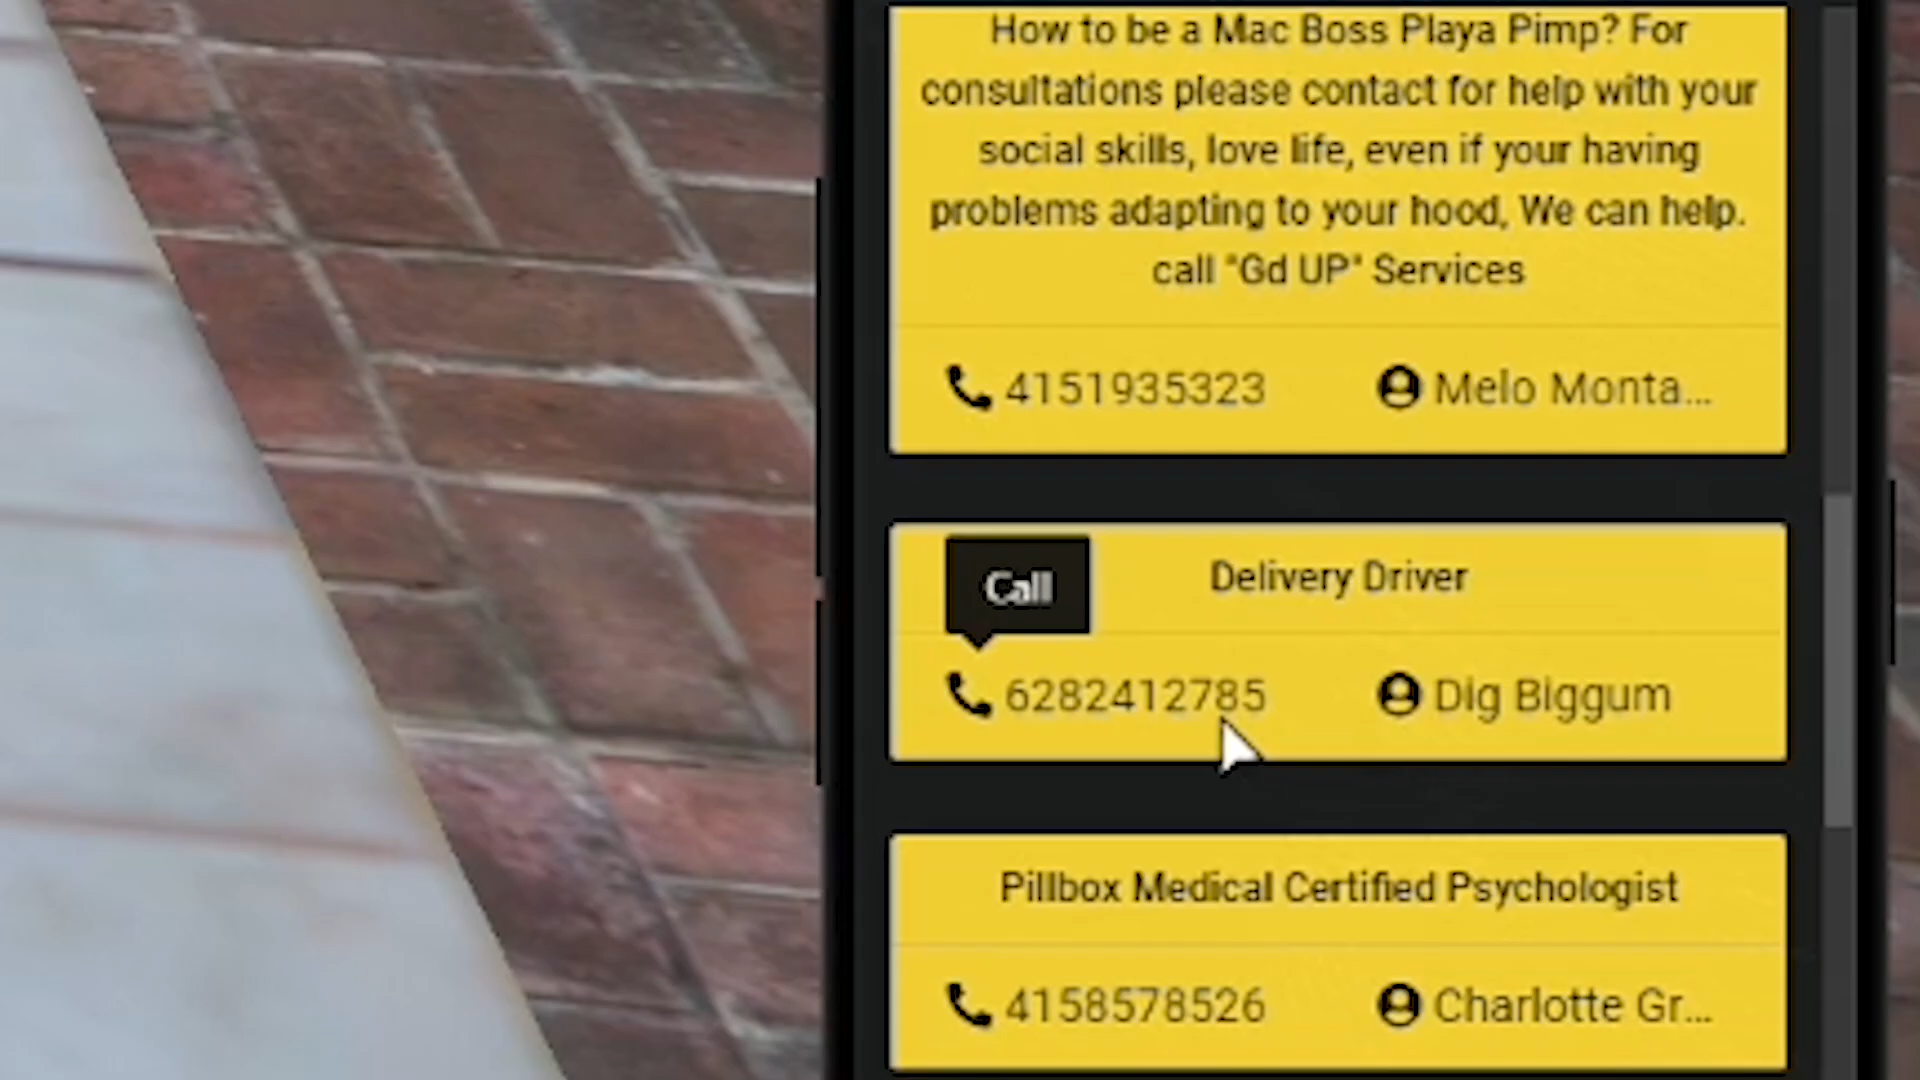 How to be a Mac Boss Playa Pimp? For
consultations please contact for help with your
social skills, love life, even if your having
problems adapting to your hood, We can help.
call "Gd UP" Services
4151935323 Melo Monta...
Call
Delivery Driver
6282412785 Dig Biggum
Pillbox Medical Certified Psychologist
4158578526 Charlotte Gr...